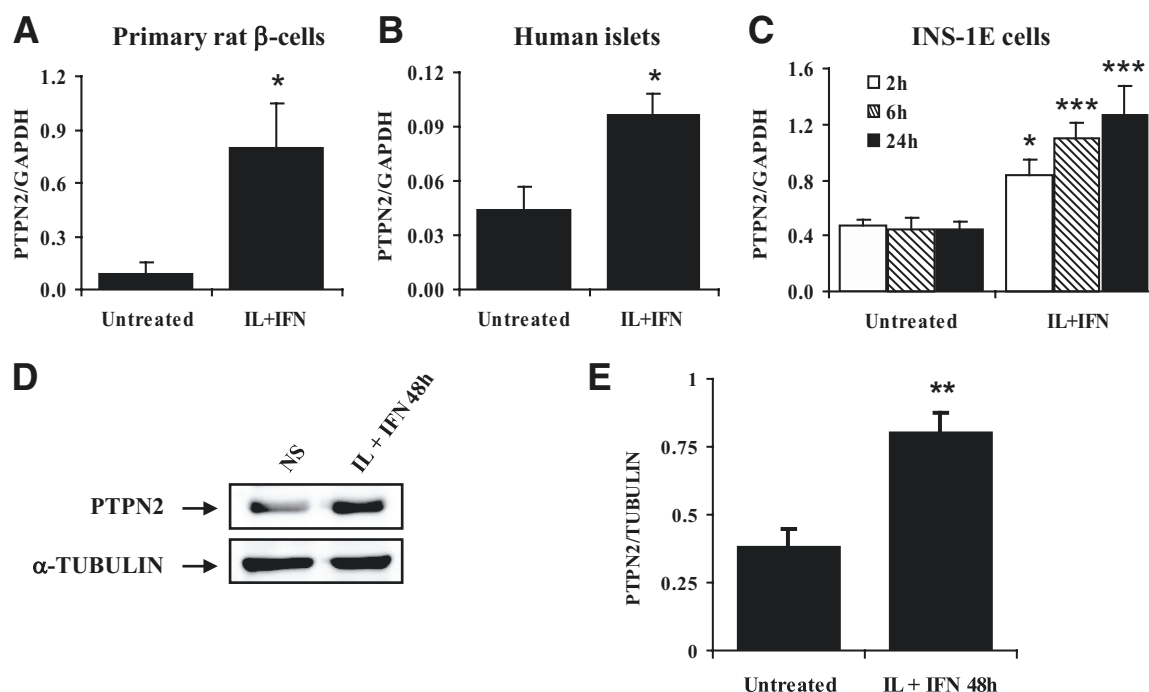 A
Primary rat β-cells
PTPN2/GAPDH
1.2
0.9
0.6
0.3
0.0
*
Untreated
IL+IFN
B
Human islets
PTPN2/GAPDH
0.12
0.09
0.06
0.03
0.00
*
Untreated
IL+IFN
C
INS-1E cells
PTPN2/GAPDH
1.6
1.2
0.8
0.4
0.0
2h
6h
24h
*
***
***
Untreated
IL+IFN
D
NS
IL + IFN 48h
PTPN2
α-TUBULIN
E
PTPN2/TUBULIN
1
0.75
0.5
0.25
0
**
Untreated
IL + IFN 48h